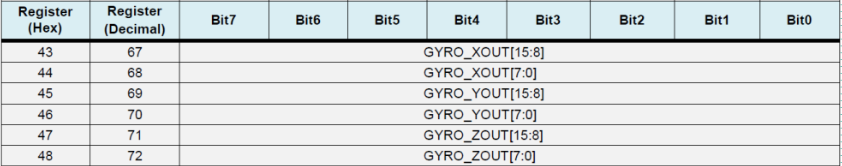 Register (Hex) Register (Decimal) Bit7 Bit6 Bit5 Bit4 Bit3 Bit2 Bit1 Bit0
43 67 GYRO_XOUT[15:8]
44 68 GYRO_XOUT[7:0]
45 69 GYRO_YOUT[15:8]
46 70 GYRO_YOUT[7:0]
47 71 GYRO_ZOUT[15:8]
48 72 GYRO_ZOUT[7:0]